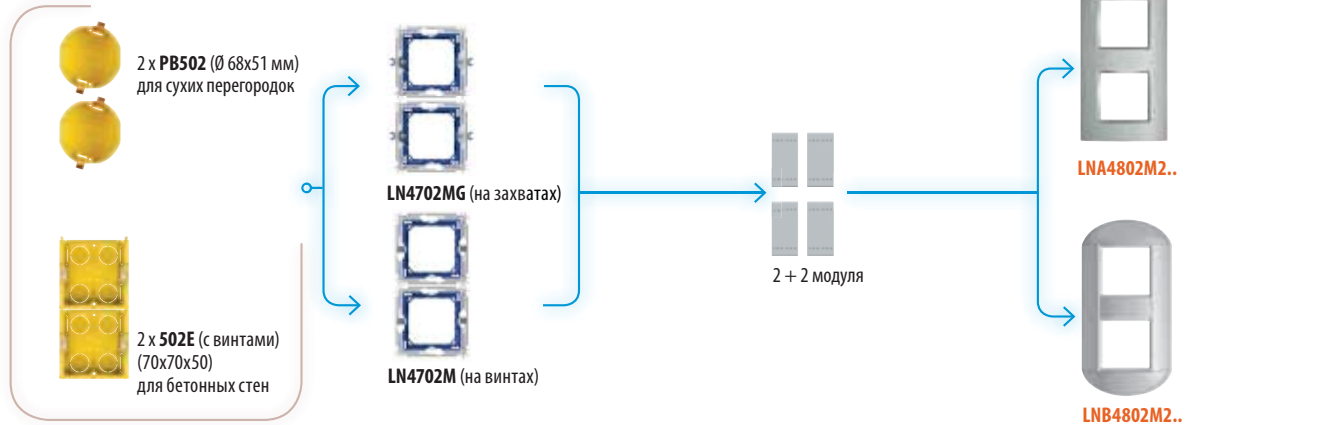 2 x PB502 (Ø 68x51 мм)
для сухих перегородок
2 x 502E (с винтами)
(70x70x50)
для бетонных стен
LN4702MG (на захватах)
LN4702M (на винтах)
2 + 2 модуля
LNA4802M2..
LNB4802M2..